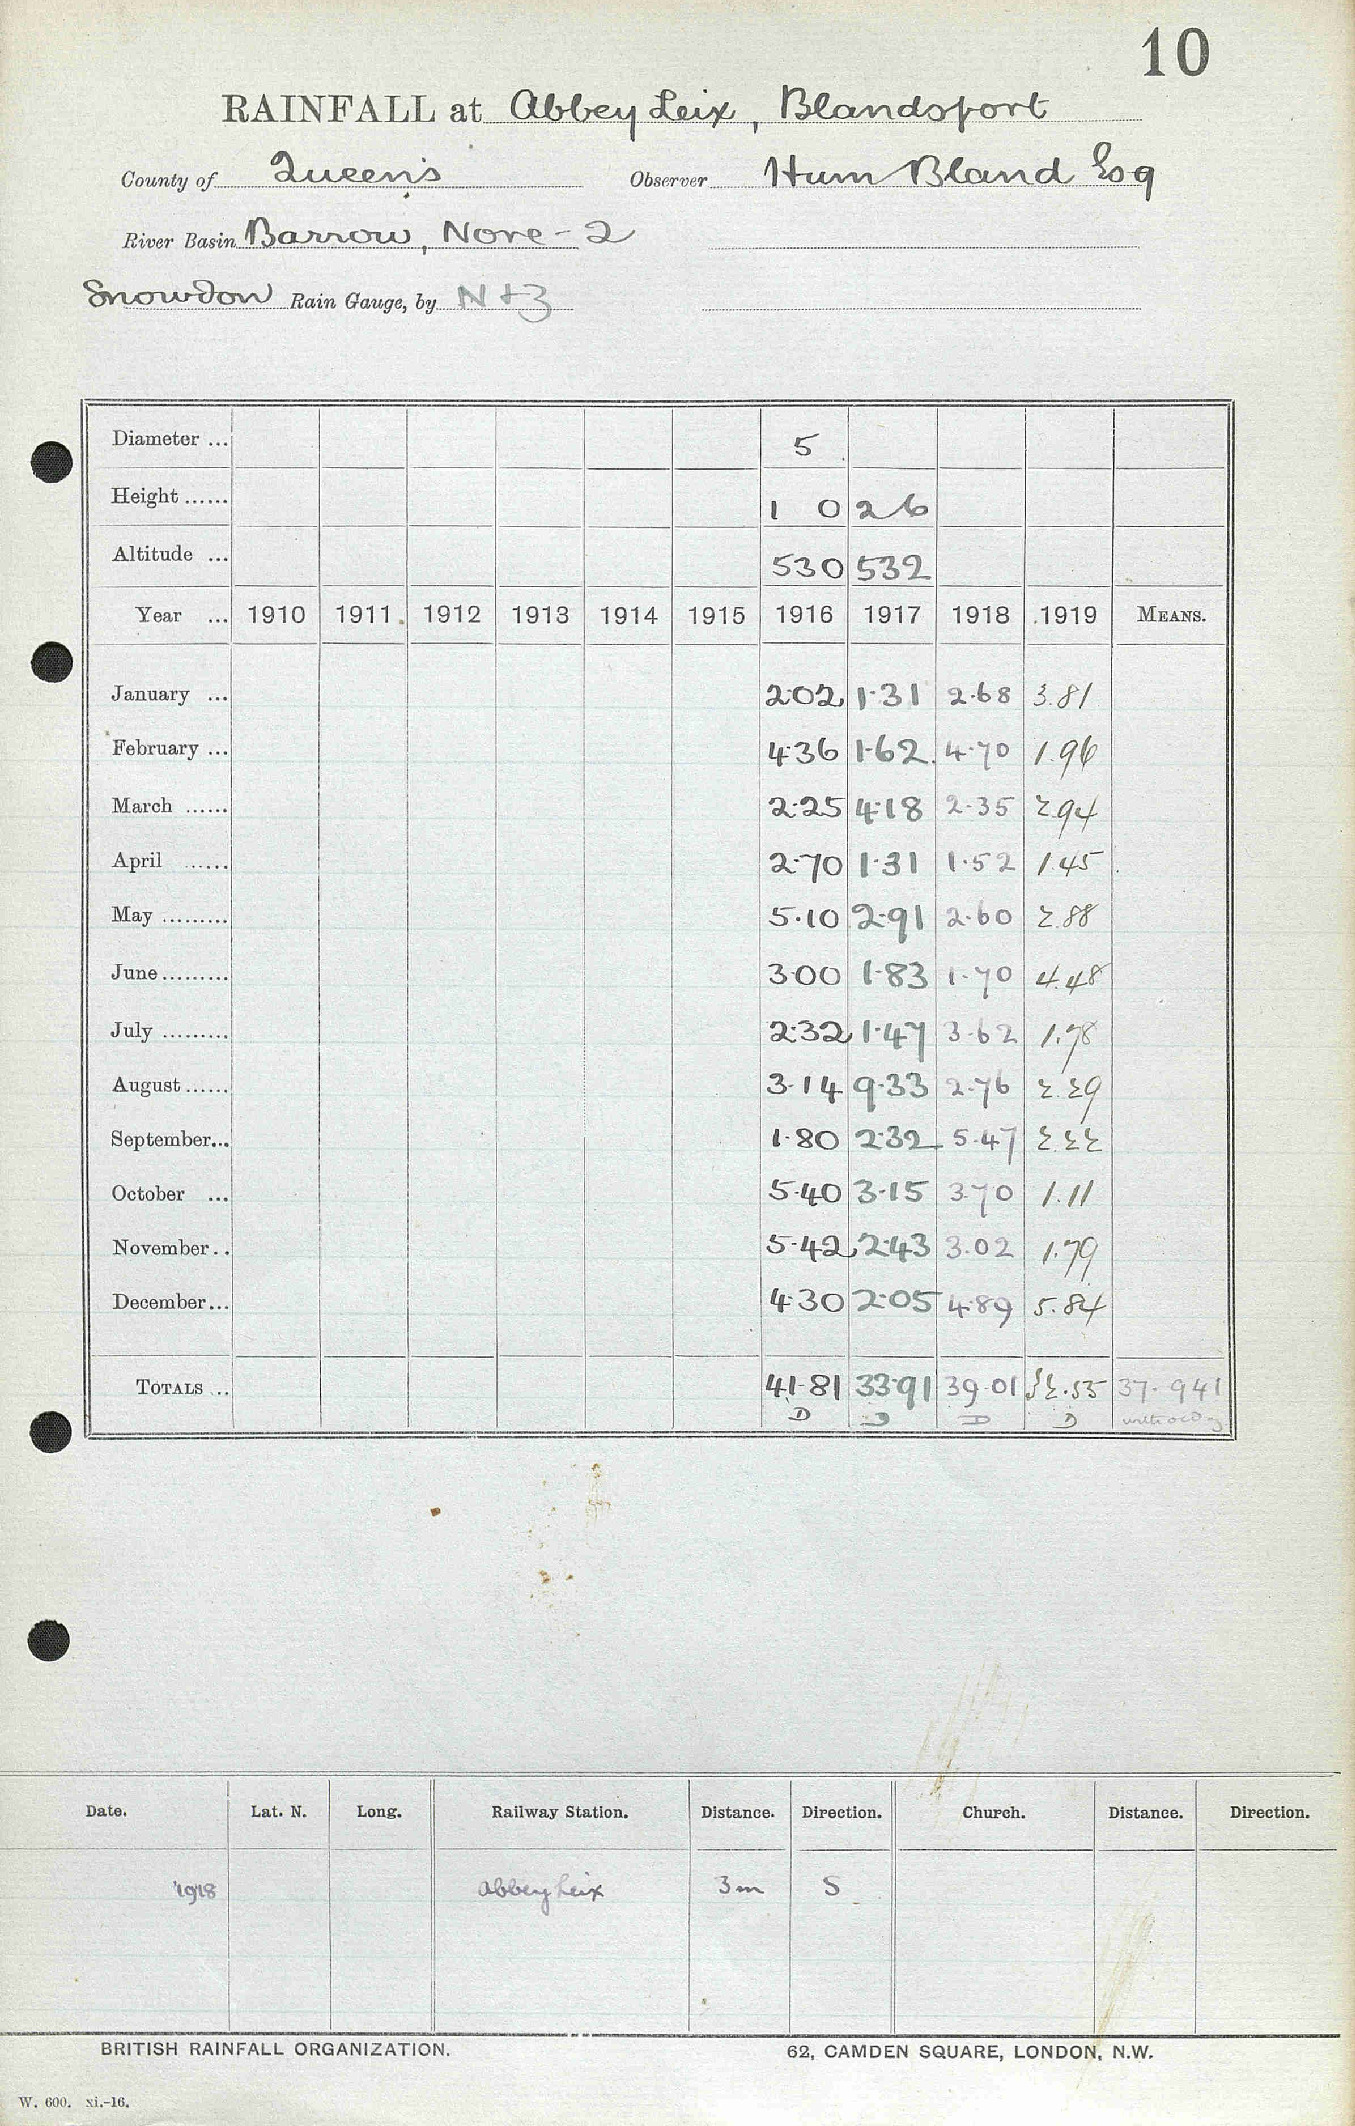 10
RAINFALL at Abbey Leix, Blandsfort
County of Queen's Observer Hum Bland Esq
River Basin Barrow, Nore - 2
Snowdon Rain Gauge, by N + 3
Diameter ... 5
Height ...... 1 0 2 6
Altitude ... 530 532
Year ... 1910 1911 1912 1913 1914 1915 1916 1917 1918 1919 MEANS.
January ... 2.02 1.31 2.68 3.81
February ... 4.36 1.62 4.70 1.96
March ...... 2.25 4.18 2.35 2.94
April ...... 2.70 1.31 1.52 1.45
May ......... 5.10 2.91 2.60 2.88
June ......... 3.00 1.83 1.70 4.48
July ......... 2.32 1.47 3.62 1.78
August ...... 3.14 9.33 2.76 2.29
September... 1.80 2.32 5.47 2.22
October ... 5.40 3.15 3.70 1.11
November .. 5.42 2.43 3.02 1.79
December... 4.30 2.05 4.89 5.84
TOTALS .. 41.81 33.91 39.01 32.55 37.941
D D D D with old g
Date. Lat. N. Long. Railway Station. Distance. Direction. Church. Distance. Direction.
1918 Abbey Leix 3m S
BRITISH RAINFALL ORGANIZATION. 62, CAMDEN SQUARE, LONDON, N.W.
W. 600. xi.-16.